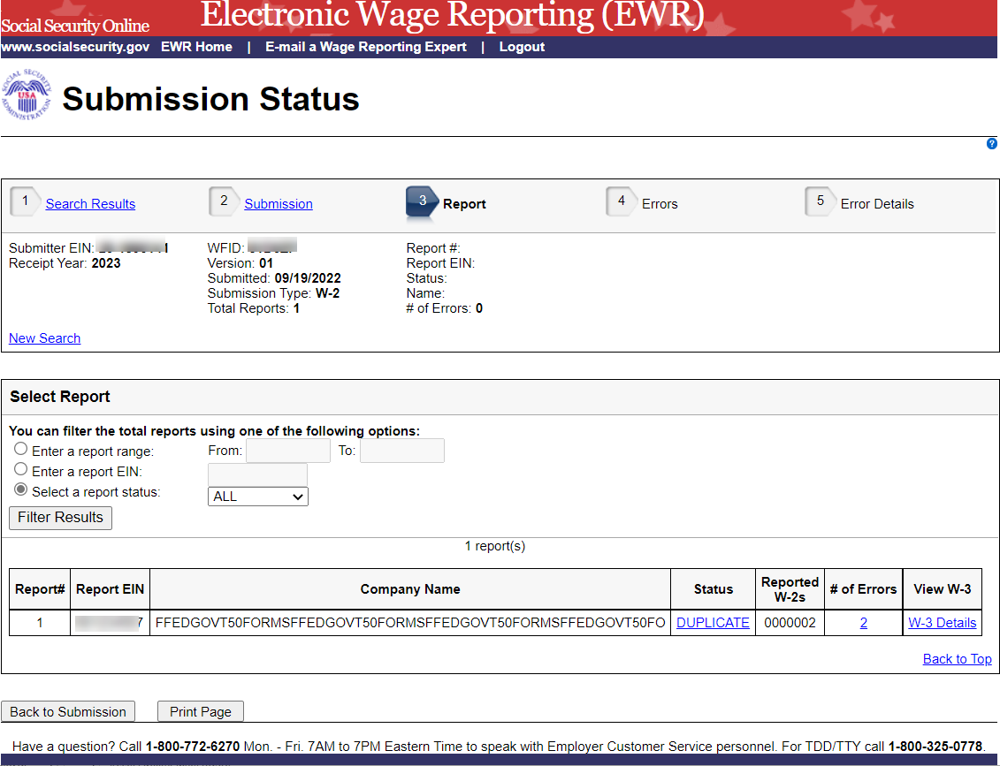 Social Security Online
Electronic Wage Reporting (EWR)
www.socialsecurity.gov EWR Home | E-mail a Wage Reporting Expert | Logout
SOCIAL SECURITY ADMINISTRATION
USA
Submission Status
?
1 Search Results 2 Submission 3 Report 4 Errors 5 Error Details
Submitter EIN: WFID: Report #:
Receipt Year: 2023 Version: 01 Report EIN:
Submitted: 09/19/2022 Status:
Submission Type: W-2 Name:
Total Reports: 1 # of Errors: 0
New Search
Select Report
You can filter the total reports using one of the following options:
Enter a report range: From: To:
Enter a report EIN:
Select a report status: ALL
Filter Results
1 report(s)
Report# Report EIN Company Name Status Reported W-2s # of Errors View W-3
1 7 FFEDGOVT50FORMSFFEDGOVT50FORMSFFEDGOVT50FORMSFFEDGOVT50FO DUPLICATE 0000002 2 W-3 Details
Back to Top
Back to Submission Print Page
Have a question? Call 1-800-772-6270 Mon. - Fri. 7AM to 7PM Eastern Time to speak with Employer Customer Service personnel. For TDD/TTY call 1-800-325-0778.